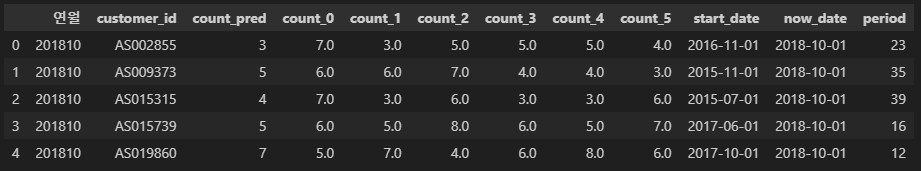 연월 customer_id count_pred count_0 count_1 count_2 count_3 count_4 count_5 start_date now_date period
0 201810 AS002855 3 7.0 3.0 5.0 5.0 5.0 4.0 2016-11-01 2018-10-01 23
1 201810 AS009373 5 6.0 6.0 7.0 4.0 4.0 3.0 2015-11-01 2018-10-01 35
2 201810 AS015315 4 7.0 3.0 6.0 3.0 3.0 6.0 2015-07-01 2018-10-01 39
3 201810 AS015739 5 6.0 5.0 8.0 6.0 5.0 7.0 2017-06-01 2018-10-01 16
4 201810 AS019860 7 5.0 7.0 4.0 6.0 8.0 6.0 2017-10-01 2018-10-01 12